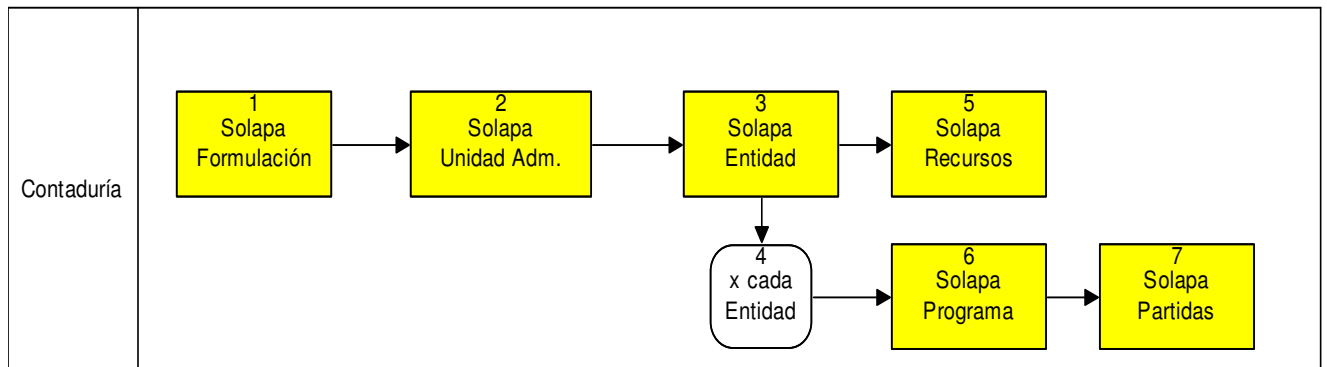 Contaduría
1
Solapa
Formulación
2
Solapa
Unidad Adm.
3
Solapa
Entidad
5
Solapa
Recursos
4
x cada
Entidad
6
Solapa
Programa
7
Solapa
Partidas